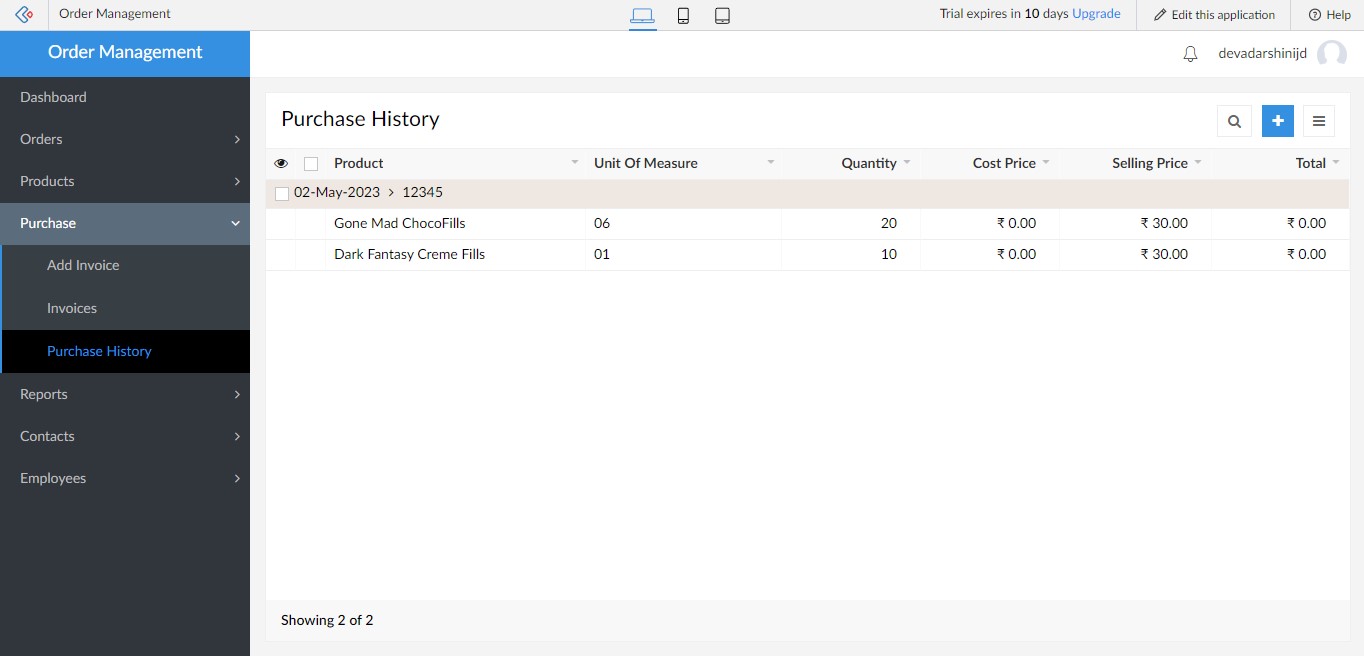 Order Management
Trial expires in 10 days Upgrade
Edit this application
Help
Order Management
devadarshinijd
Dashboard
Orders
Products
Purchase
Add Invoice
Invoices
Purchase History
Reports
Contacts
Employees
Purchase History
Product Unit Of Measure Quantity Cost Price Selling Price Total
02-May-2023 > 12345
Gone Mad ChocoFills 06 20 ₹ 0.00 ₹ 30.00 ₹ 0.00
Dark Fantasy Creme Fills 01 10 ₹ 0.00 ₹ 30.00 ₹ 0.00
Showing 2 of 2